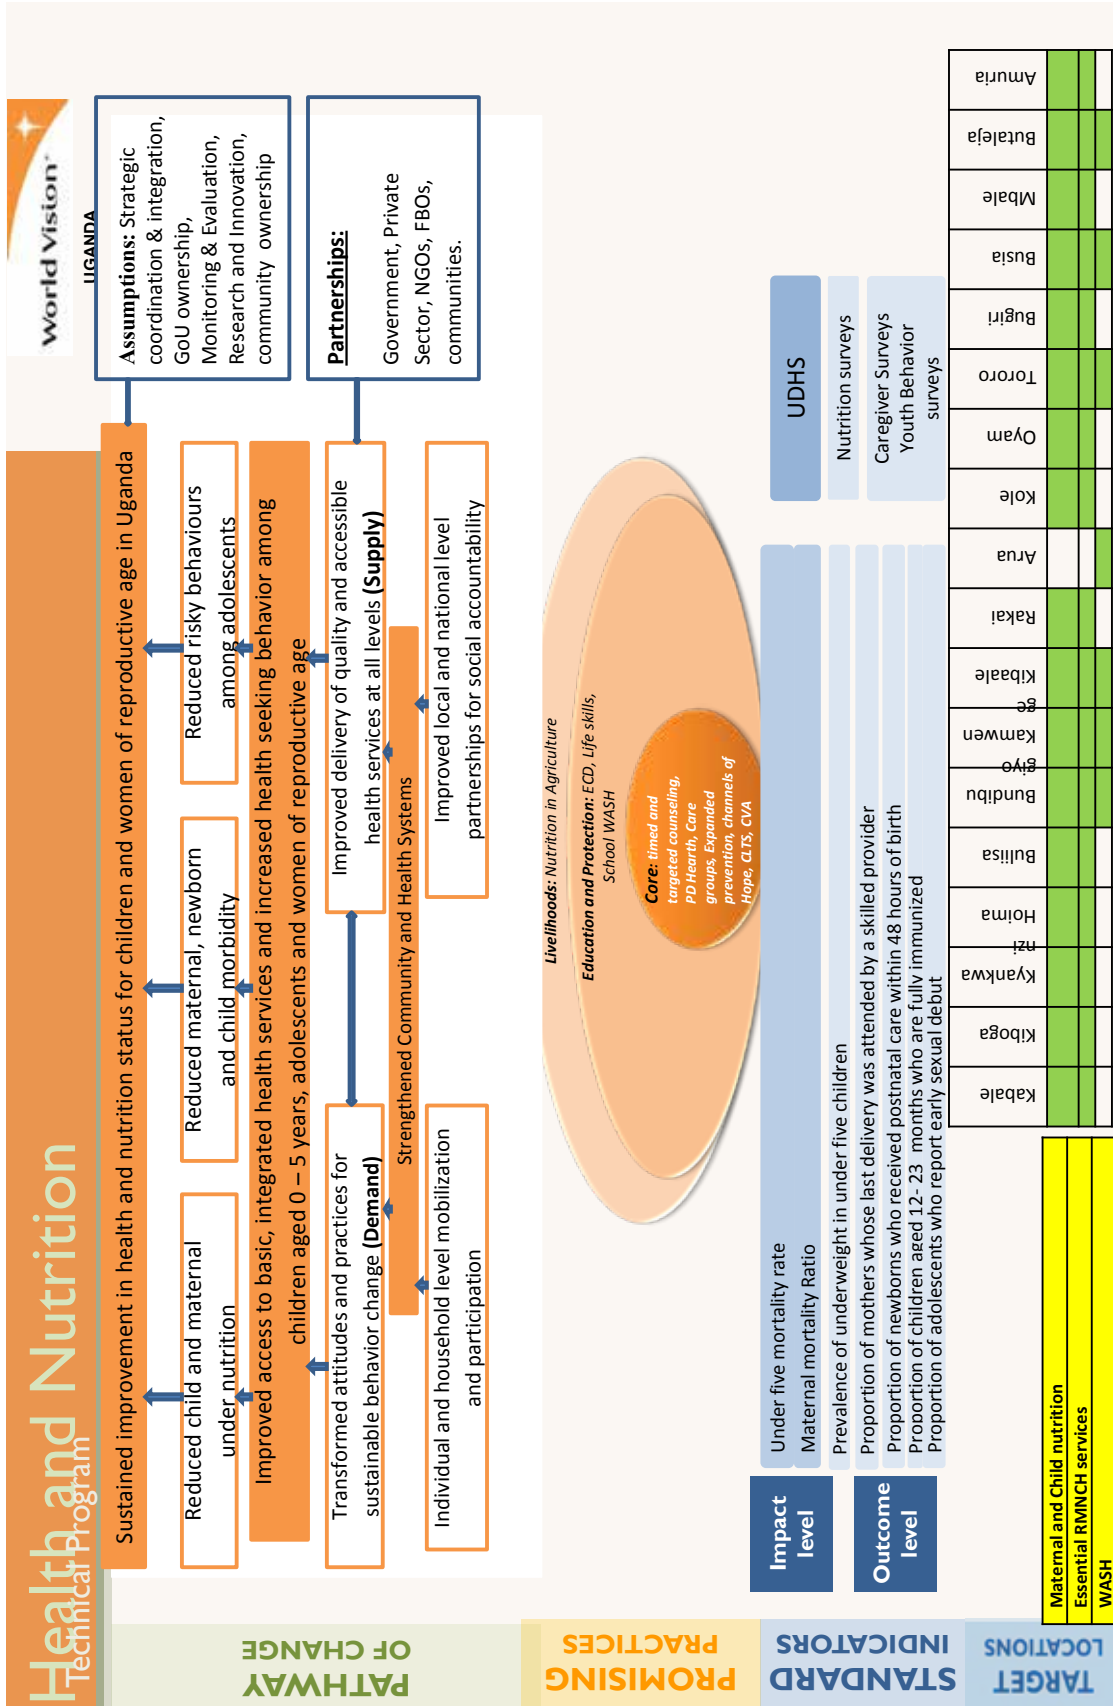 Health and Nutrition
Technical Program
World Vision
UGANDA
PATHWAY
OF CHANGE
Sustained improvement in health and nutrition status for children and women of reproductive age in Uganda
Reduced child and maternal
under nutrition
Reduced maternal, newborn
and child morbidity
Reduced risky behaviours
among adolescents
Improved access to basic, integrated health services and increased health seeking behavior among
children aged 0 – 5 years, adolescents and women of reproductive age
Transformed attitudes and practices for
sustainable behavior change (Demand)
Improved delivery of quality and accessible
health services at all levels (Supply)
Strengthened Community and Health Systems
Individual and household level mobilization
and participation
Improved local and national level
partnerships for social accountability
Assumptions: Strategic
coordination & integration,
GoU ownership,
Monitoring & Evaluation,
Research and Innovation,
community ownership
Partnerships:
Government, Private
Sector, NGOs, FBOs,
communities.
PROMISING
PRACTICES
Livelihoods: Nutrition in Agriculture
Education and Protection: ECD, Life skills,
School WASH
Core: timed and
targeted counseling,
PD Hearth, Care
groups, Expanded
prevention, channels of
Hope, CLTS, CVA
STANDARD
INDICATORS
Impact
level
Under five mortality rate
Maternal mortality Ratio
UDHS
Outcome
level
Prevalence of underweight in under five children
Nutrition surveys
Proportion of mothers whose last delivery was attended by a skilled provider
Proportion of newborns who received postnatal care within 48 hours of birth
Proportion of children aged 12- 23 months who are fully immunized
Proportion of adolescents who report early sexual debut
Caregiver Surveys
Youth Behavior
surveys
TARGET
LOCATIONS
Kabale
Kiboga
Kyankwa
nzi
Hoima
Buliisa
Bundibu
giyo
Kamwen
ge
Kibaale
Rakai
Arua
Kole
Oyam
Tororo
Bugiri
Busia
Mbale
Butaleja
Amuria
Maternal and Child nutrition
Essential RMNCH services
WASH